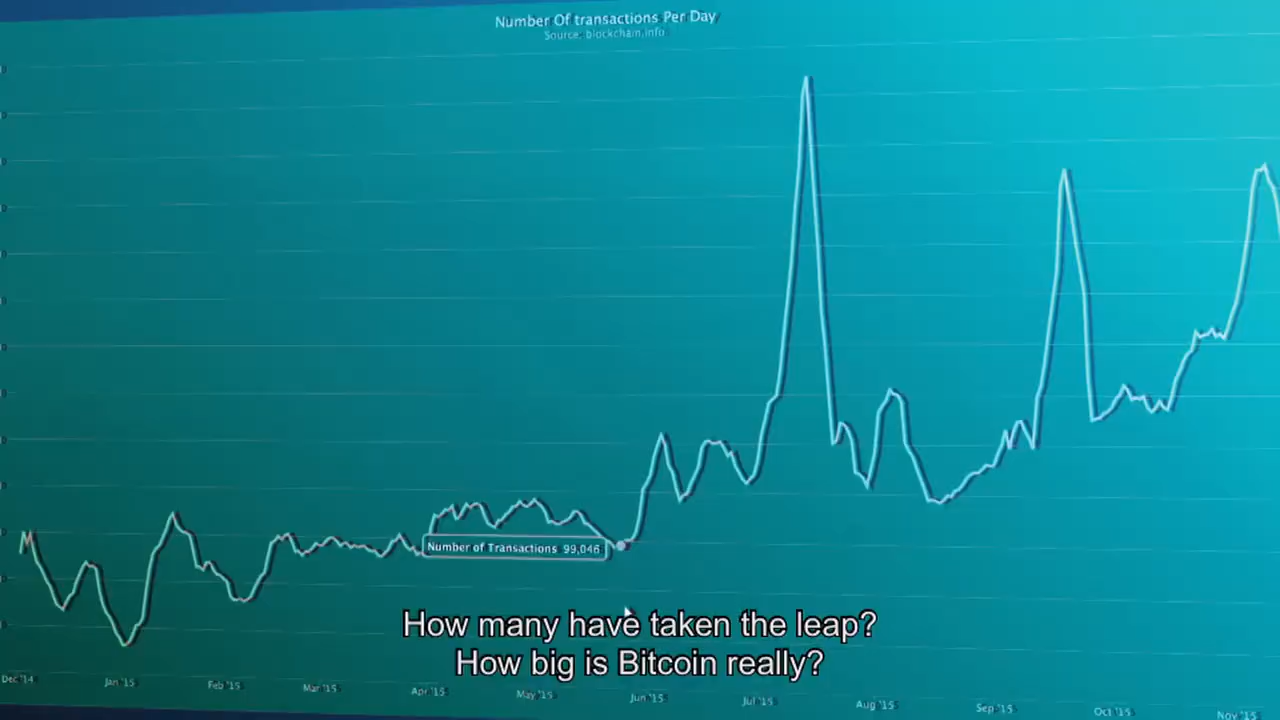 Number Of transactions Per Day
Source: blockchain.info
Number of Transactions 99,046
How many have taken the leap?
How big is Bitcoin really?
Dec '14 Jan '15 Feb '15 Mar '15 Apr '15 May '15 Jun '15 Jul '15 Aug '15 Sep '15 Oct '15 Nov '15